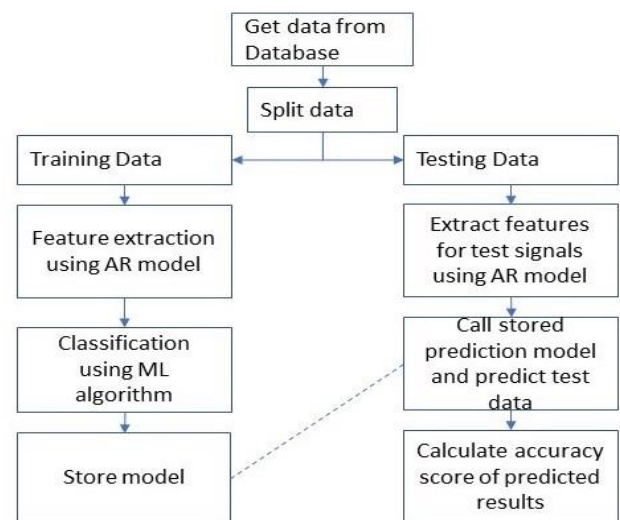 Get data from
Database
Split data
Training Data
Testing Data
Feature extraction
using AR model
Extract features
for test signals
using AR model
Classification
using ML
algorithm
Call stored
prediction model
and predict test
data
Store model
Calculate accuracy
score of predicted
results